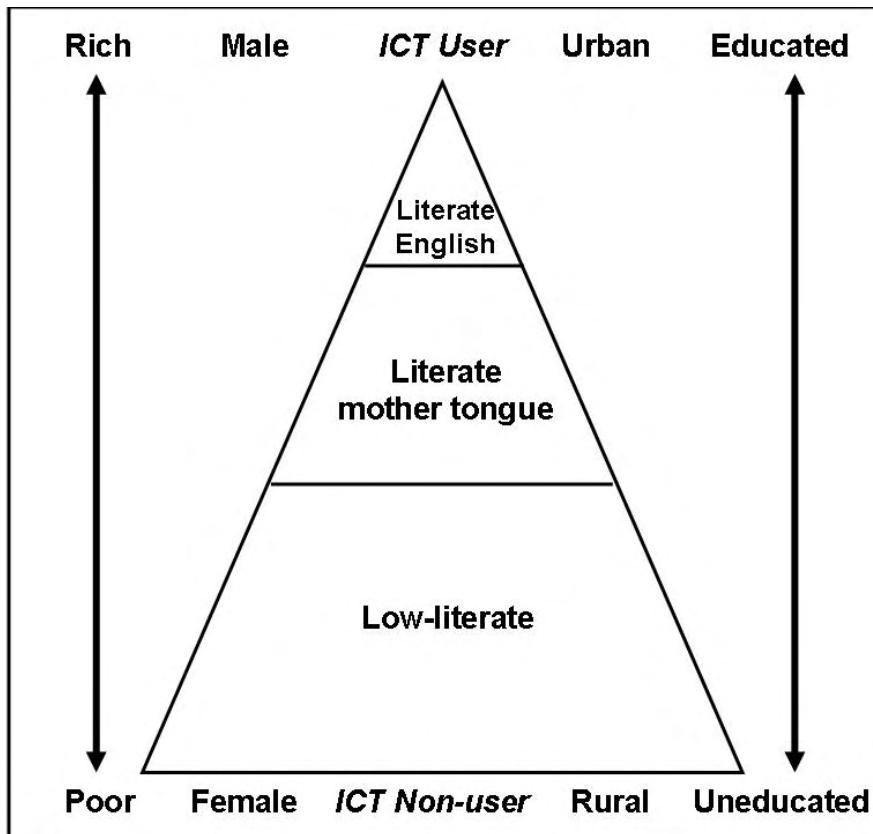 Rich Male ICT User Urban Educated
Literate
English
Literate
mother tongue
Low-literate
Poor Female ICT Non-user Rural Uneducated